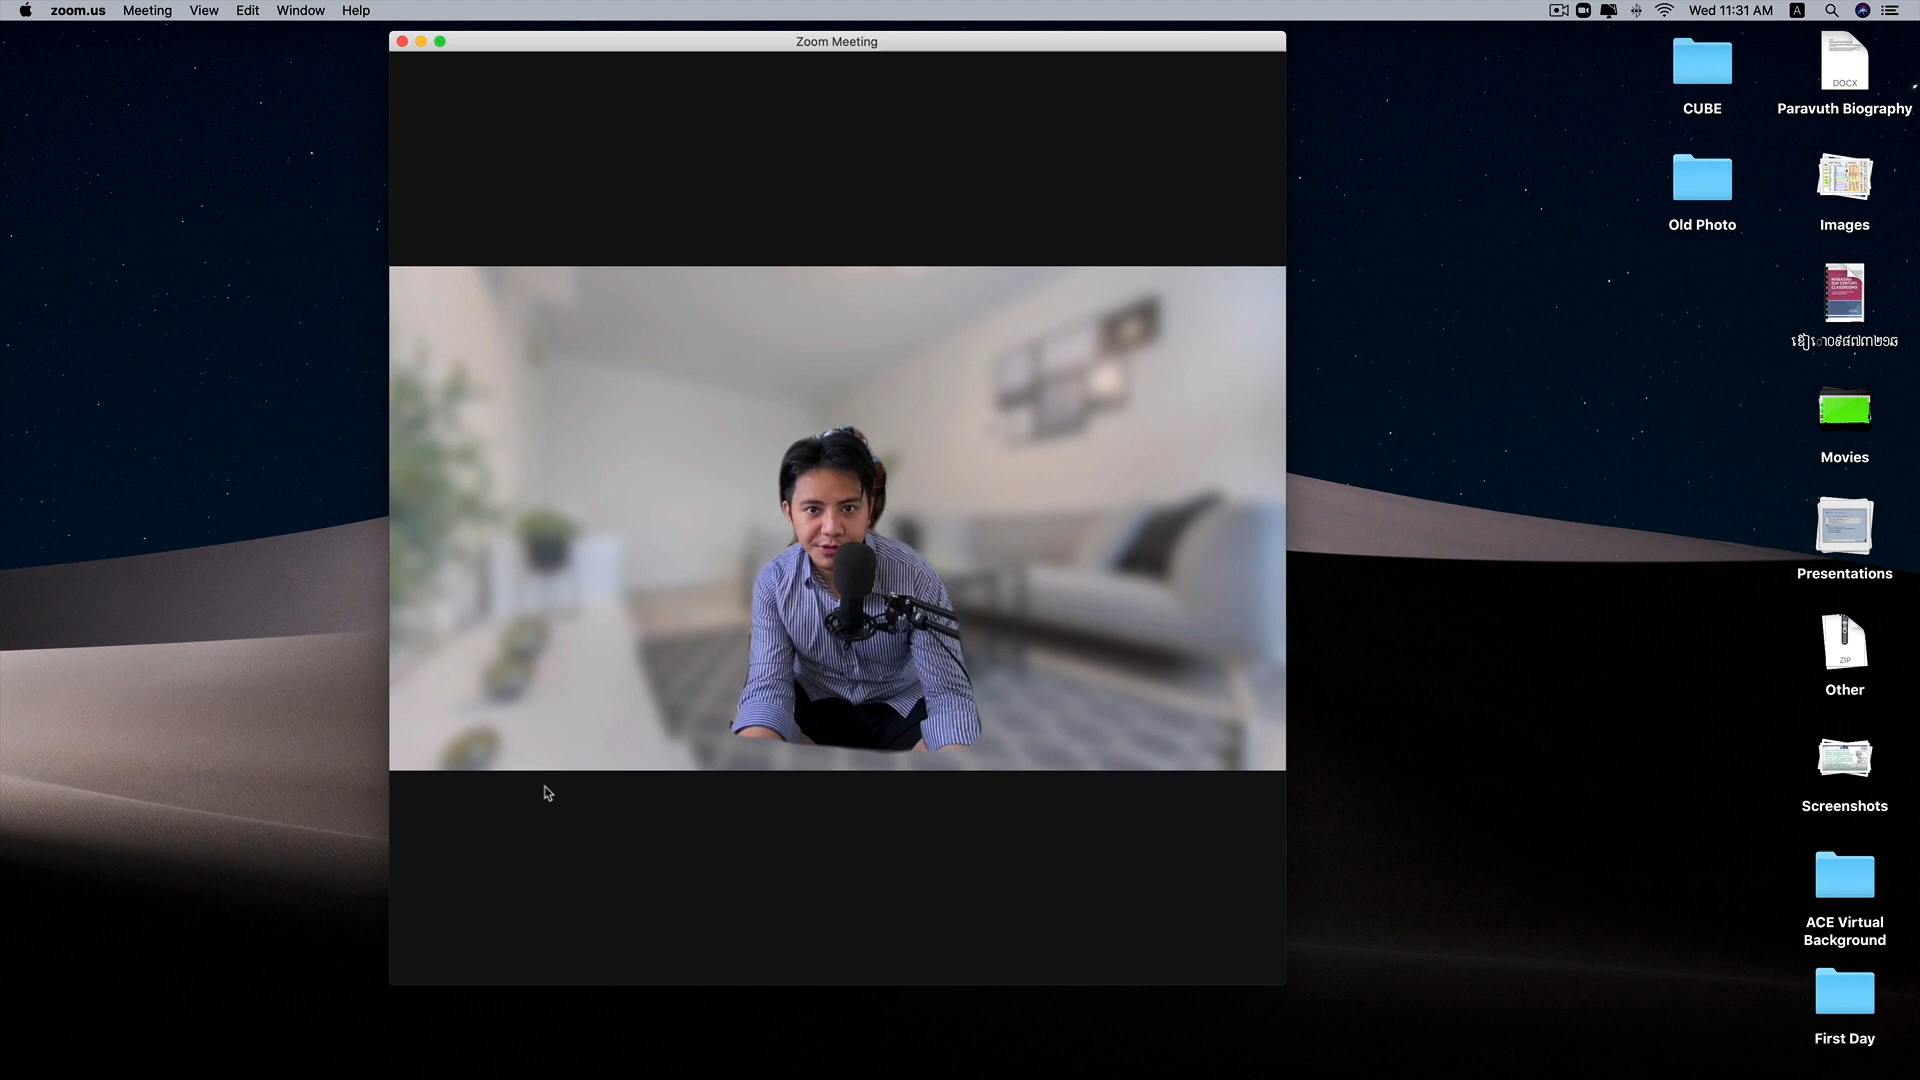 zoom.us Meeting View Edit Window Help
Wed 11:31 AM A
Zoom Meeting
CUBE
DOCX
Paravuth Biography
Old Photo
Images
Movies
Presentations
ZIP
Other
Screenshots
ACE Virtual
Background
First Day